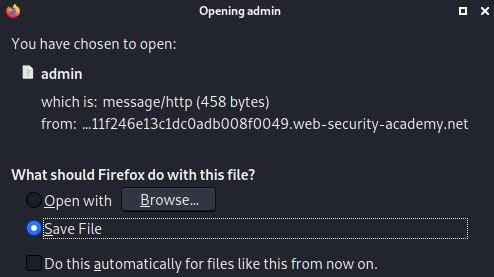 Opening admin
You have chosen to open:
admin
which is: message/http (458 bytes)
from: ...11f246e13c1dc0adb008f0049.web-security-academy.net
What should Firefox do with this file?
Open with Browse...
Save File
Do this automatically for files like this from now on.